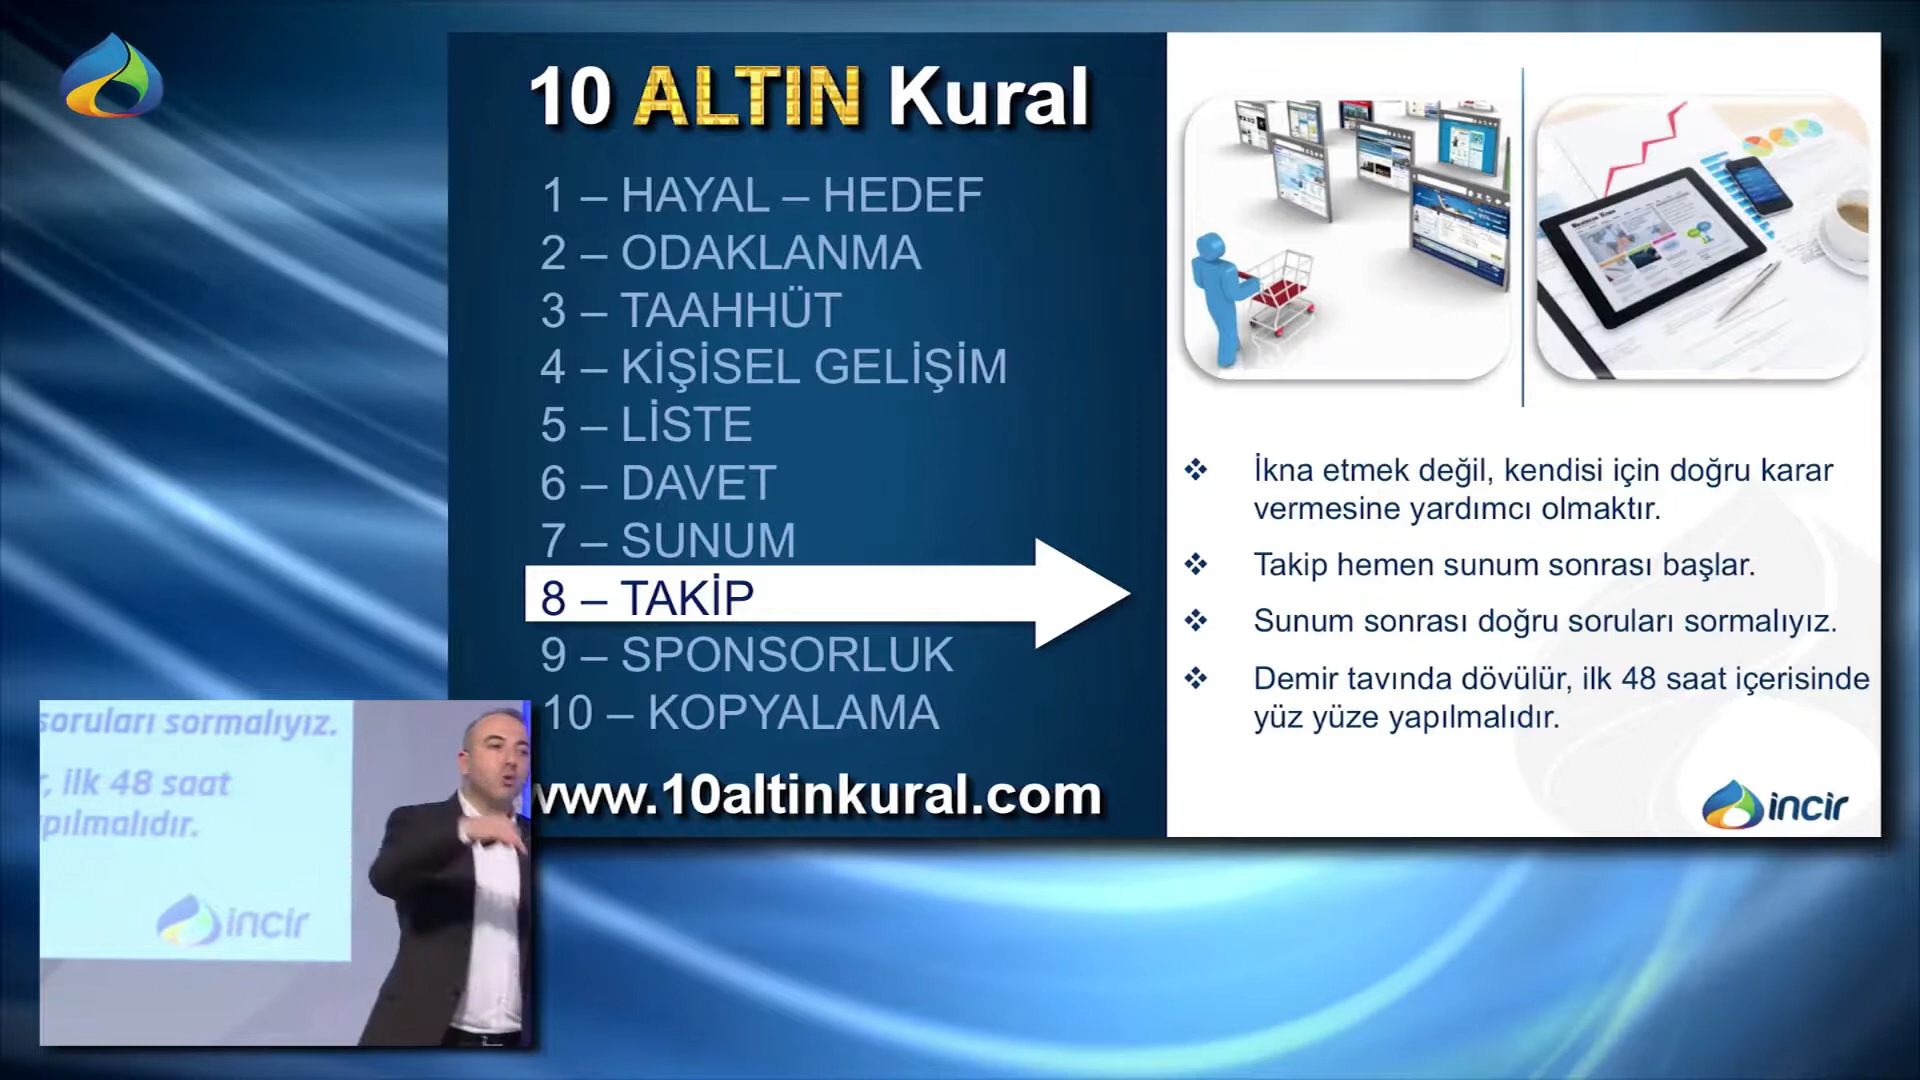 10 ALTIN Kural
1 – HAYAL – HEDEF
2 – ODAKLANMA
3 – TAAHHÜT
4 – KİŞİSEL GELİŞİM
5 – LİSTE
6 – DAVET
7 – SUNUM
8 – TAKİP
9 – SPONSORLUK
10 – KOPYALAMA
www.10altinkural.com
İkna etmek değil, kendisi için doğru karar
vermesine yardımcı olmaktır.
Takip hemen sunum sonrası başlar.
Sunum sonrası doğru soruları sormalıyız.
Demir tavında dövülür, ilk 48 saat içerisinde
yüz yüze yapılmalıdır.
incir
soruları sormalıyız.
, ilk 48 saat
pılmalıdır.
incir